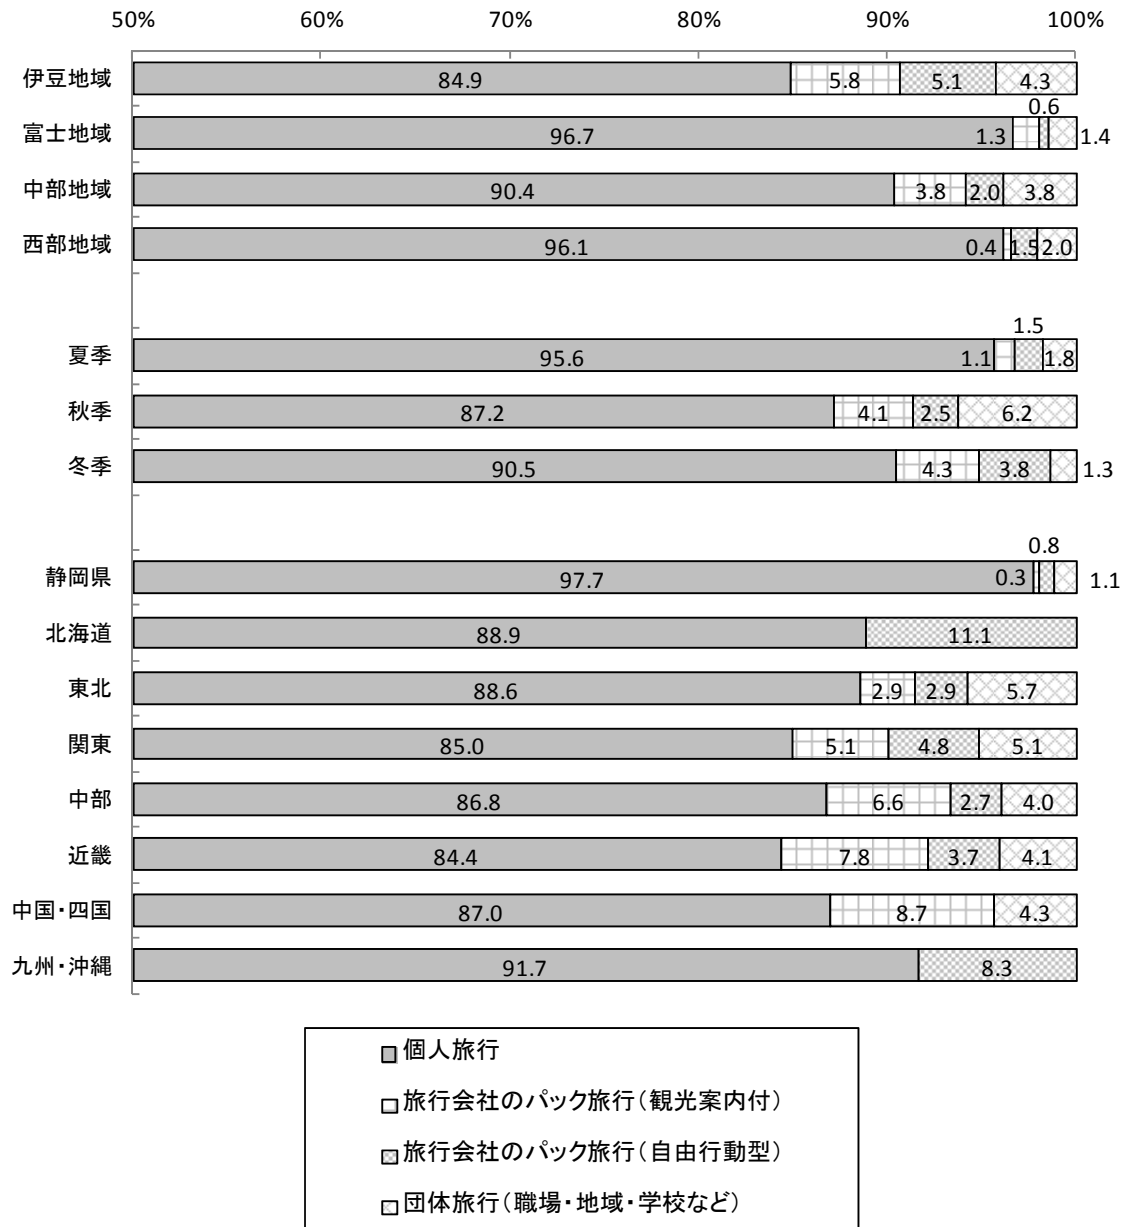 50% 60% 70% 80% 90% 100%
伊豆地域 84.9 5.8 5.1 4.3
0.6
富士地域 96.7 1.3 1.4
中部地域 90.4 3.8 2.0 3.8
西部地域 96.1 0.4 1.5 2.0
1.5
夏季 95.6 1.1 1.8
秋季 87.2 4.1 2.5 6.2
冬季 90.5 4.3 3.8 1.3
0.8
静岡県 97.7 0.3 1.1
北海道 88.9 11.1
東北 88.6 2.9 2.9 5.7
関東 85.0 5.1 4.8 5.1
中部 86.8 6.6 2.7 4.0
近畿 84.4 7.8 3.7 4.1
中国・四国 87.0 8.7 4.3
九州・沖縄 91.7 8.3
個人旅行
旅行会社のパック旅行（観光案内付）
旅行会社のパック旅行（自由行動型）
団体旅行（職場・地域・学校など）